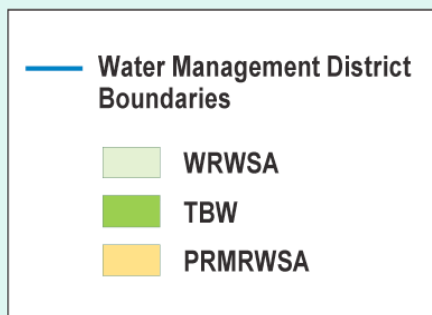 Water Management District
Boundaries
WRWSA
TBW
PRMRWSA